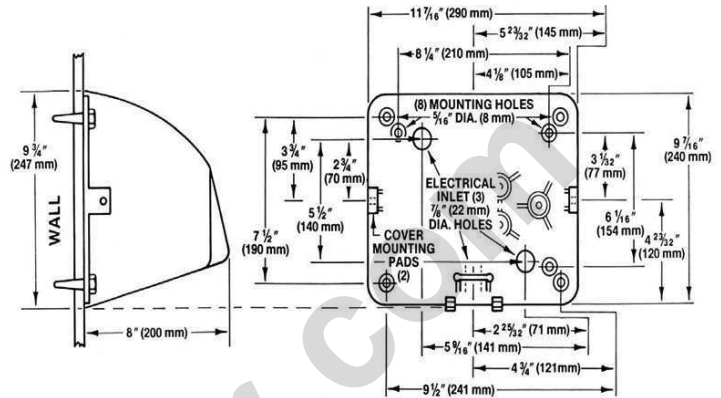 11 7/16" (290 mm)
5 23/32" (145 mm)
8 1/4" (210 mm)
4 1/8" (105 mm)
(8) MOUNTING HOLES
5/16" DIA. (8 mm)
9 3/4"
(247 mm)
WALL
8" (200 mm)
3 3/4"
(95 mm)
2 3/4"
(70 mm)
5 1/2"
(140 mm)
7 1/2"
(190 mm)
ELECTRICAL
INLET (3)
7/8" (22 mm)
DIA. HOLES
COVER
MOUNTING
PADS
(2)
9 7/16"
(240 mm)
3 1/32"
(77 mm)
6 1/16"
(154 mm)
4 23/32"
(120 mm)
2 25/32" (71 mm)
5 9/16" (141 mm)
4 3/4" (121mm)
9 1/2" (241 mm)
.com